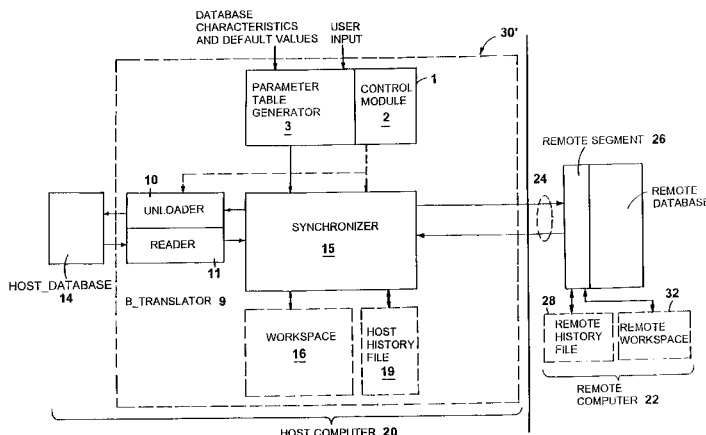 DATABASE
CHARACTERISTICS
AND DEFAULT VALUES
USER
INPUT
30'
1
PARAMETER
TABLE
GENERATOR
3
CONTROL
MODULE
2
REMOTE SEGMENT 26
24
REMOTE
DATABASE
10
UNLOADER
READER
11
SYNCHRONIZER
15
HOST_DATABASE
14
B_TRANSLATOR 9
WORKSPACE
16
HOST
HISTORY
FILE
19
28
REMOTE
HISTORY
FILE
32
REMOTE
WORKSPACE
REMOTE
COMPUTER 22
HOST COMPUTER 20